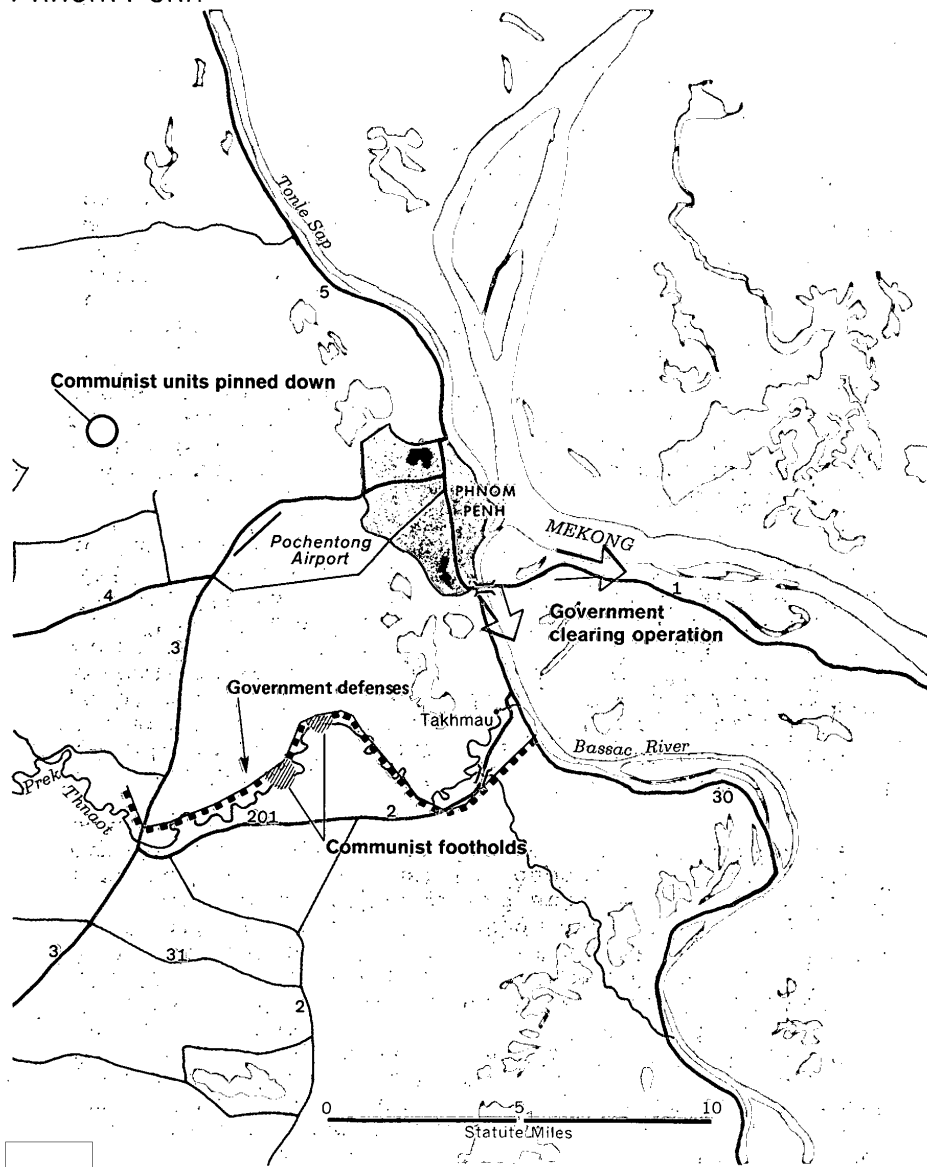 Tonle Sap
5
Communist units pinned down
PHNOM
PENH
MEKONG
Pochentong
Airport
4
1
Government
clearing operation
3
Government defenses
Takhmau
Bassac River
Prek Thnaot
30
201
2
Communist footholds
3
31
2
0
5
10
Statute Miles